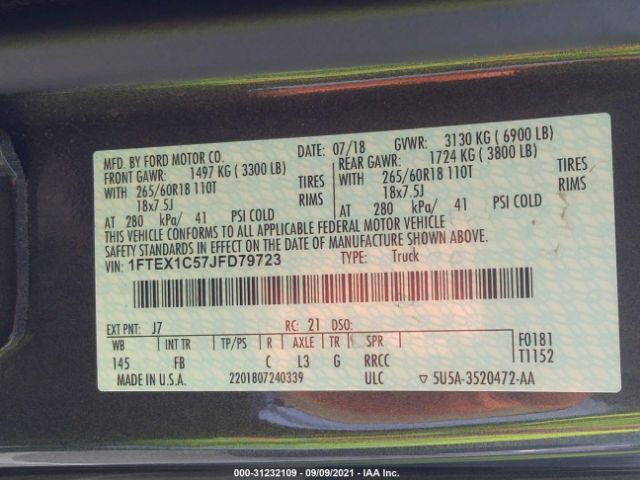 MFD. BY FORD MOTOR CO. DATE: 07/18 GVWR: 3130 KG ( 6900 LB)
FRONT GAWR: 1497 KG ( 3300 LB) REAR GAWR: 1724 KG ( 3800 LB)
WITH 265/60R18 110T TIRES WITH 265/60R18 110T TIRES
18x7.5J RIMS 18x7.5J RIMS
AT 280 kPa/ 41 PSI COLD AT 280 kPa/ 41 PSI COLD
THIS VEHICLE CONFORMS TO ALL APPLICABLE FEDERAL MOTOR VEHICLE
SAFETY STANDARDS IN EFFECT ON THE DATE OF MANUFACTURE SHOWN ABOVE.
VIN: 1FTEX1C57JFD79723 TYPE: Truck
EXT PNT: J7 RC: 21 DSO: F0181
WB INT TR TP/PS R AXLE TR SPR T1152
145 FB C L3 G RRCC
MADE IN U.S.A. 2201807240339 ULC ▽ 5U5A-3520472-AA
000-31232109 - 09/09/2021 - IAA Inc.